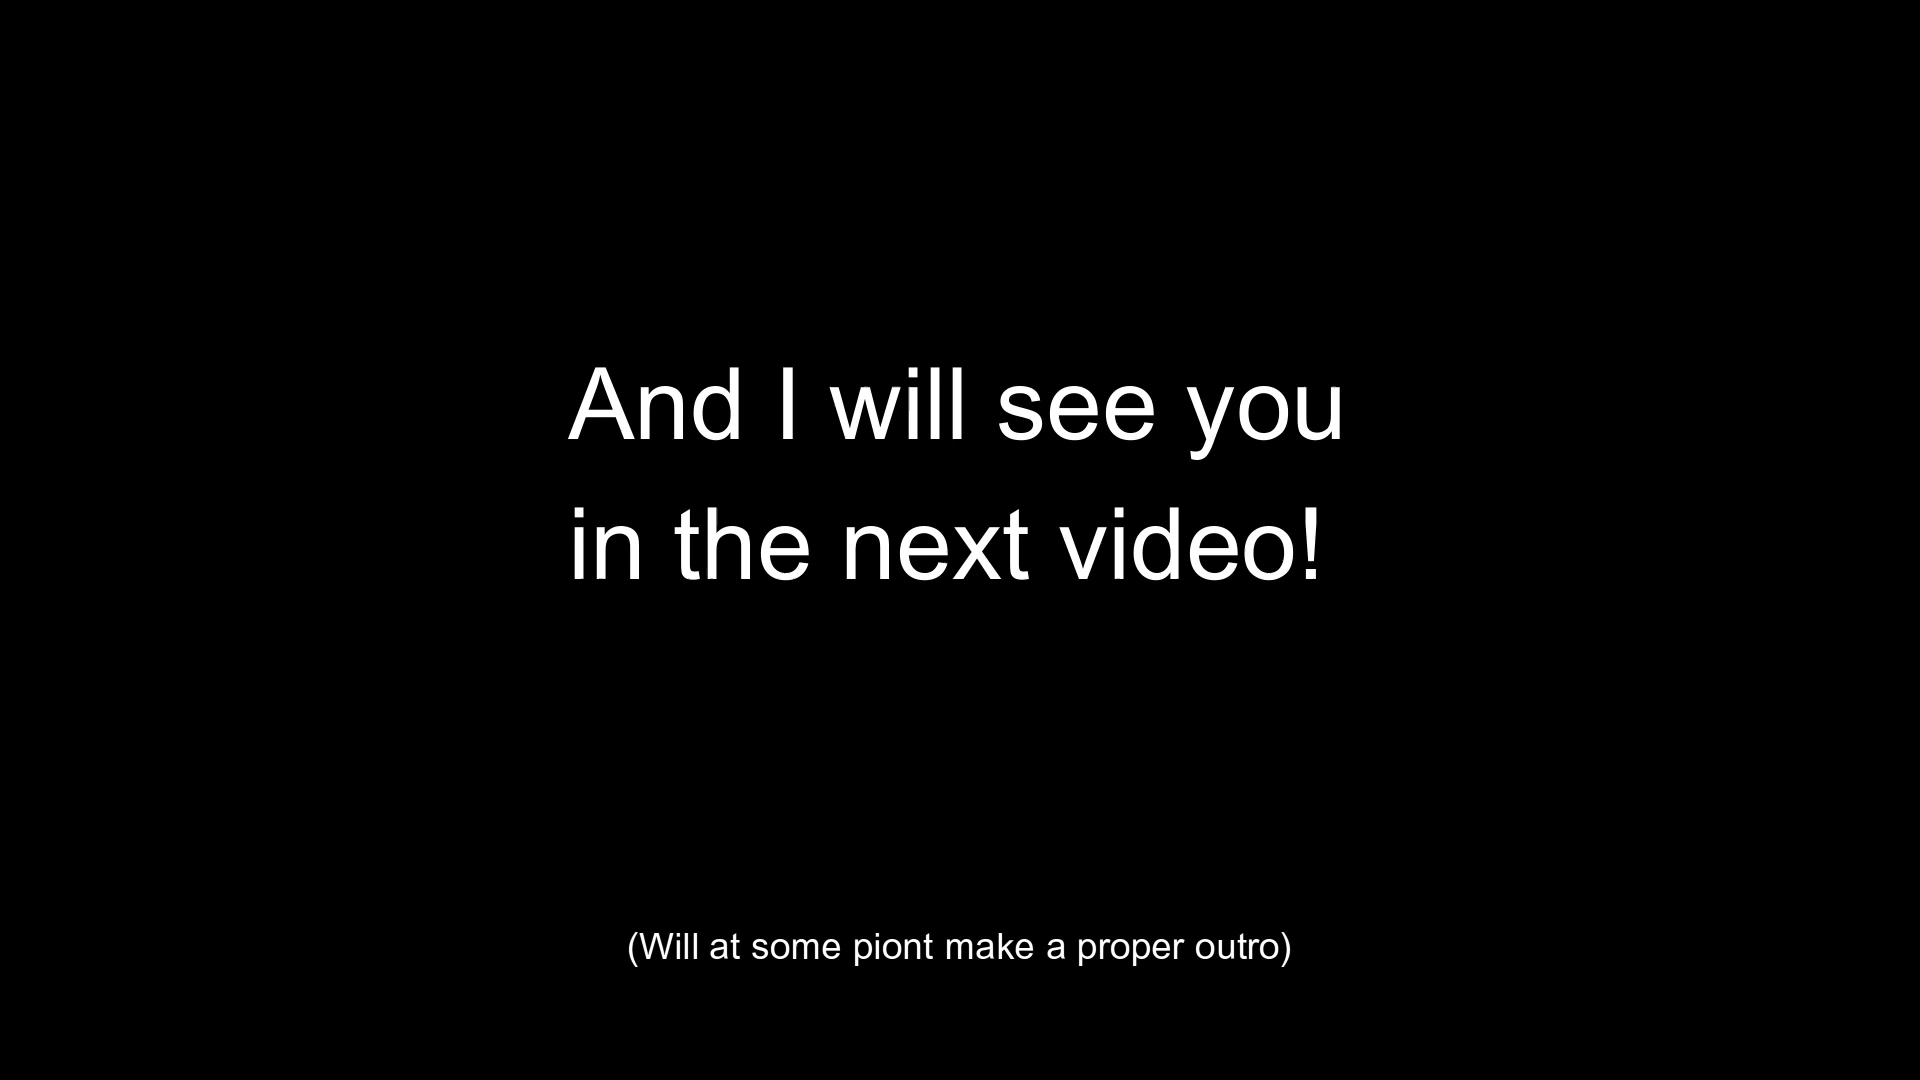 And I will see you
in the next video!
(Will at some piont make a proper outro)